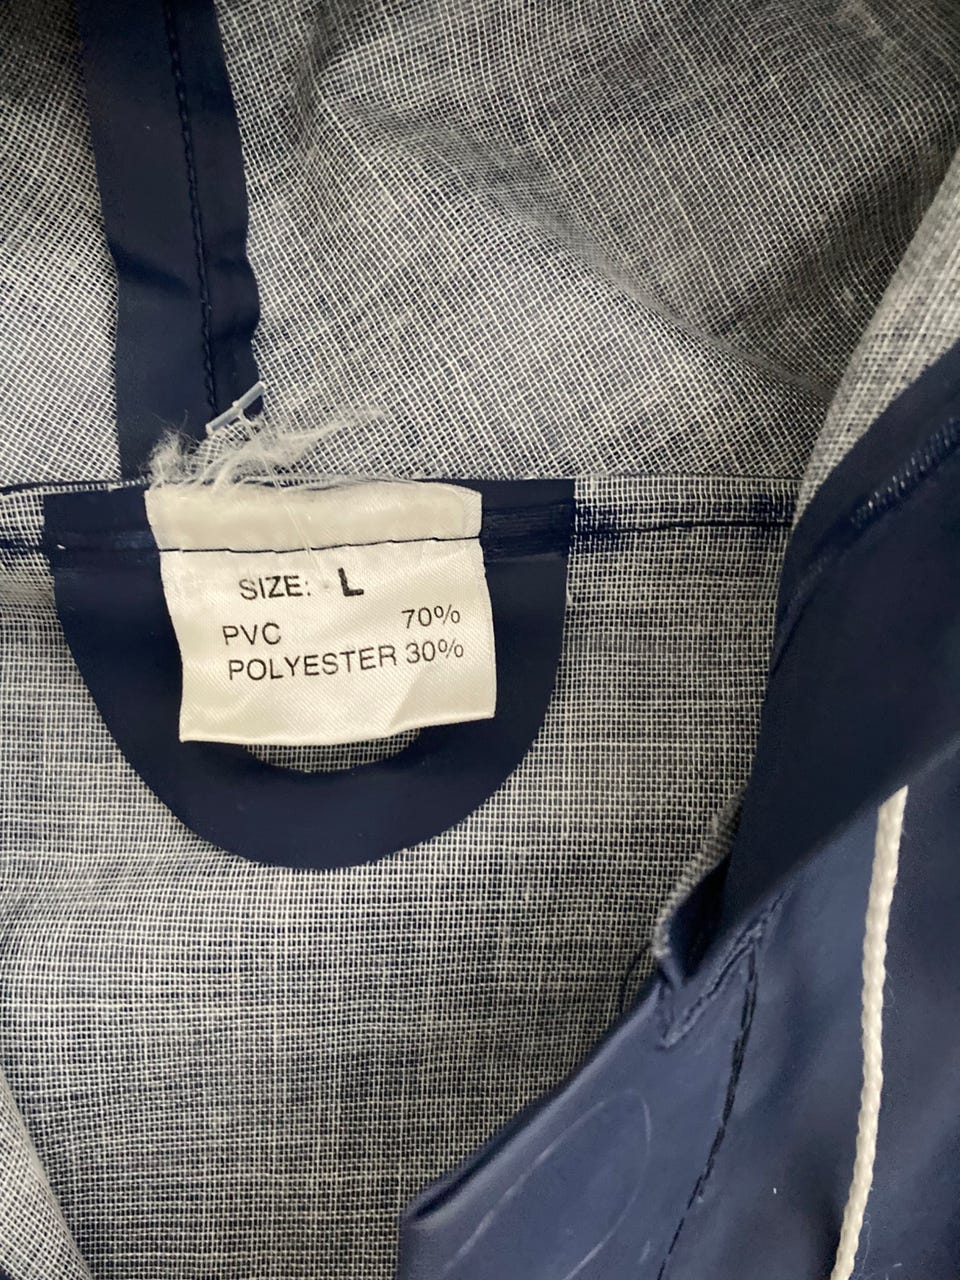 SIZE: L
PVC 70%
POLYESTER 30%